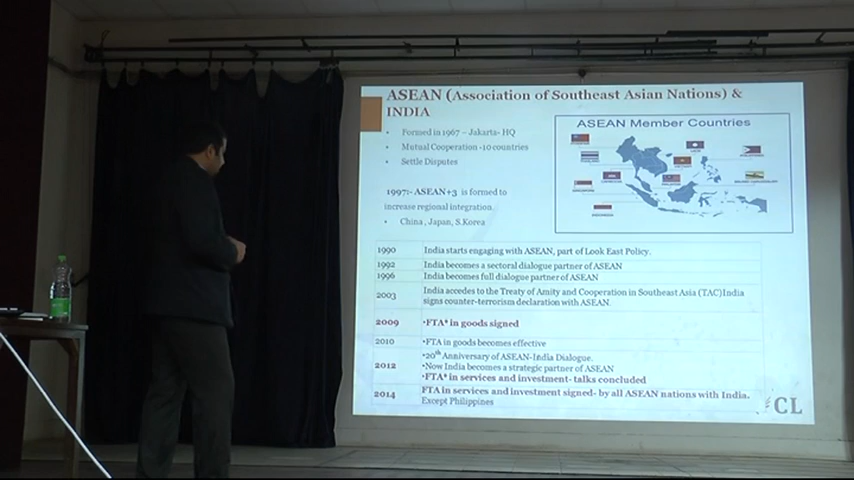 ASEAN (Association of Southeast Asian Nations) &
INDIA
• Formed in 1967 – Jakarta- HQ
• Mutual Cooperation -10 countries
• Settle Disputes
1997:- ASEAN+3 is formed to
increase regional integration.
• China , Japan, S.Korea
ASEAN Member Countries
INDONESIA
1990 India starts engaging with ASEAN, part of Look East Policy.
1992 India becomes a sectoral dialogue partner of ASEAN
1996 India becomes full dialogue partner of ASEAN
2003 India accedes to the Treaty of Amity and Cooperation in Southeast Asia (TAC)India
signs counter-terrorism declaration with ASEAN.
2009 •FTA* in goods signed
2010 •FTA in goods becomes effective
•20th Anniversary of ASEAN-India Dialogue.
2012 •Now India becomes a strategic partner of ASEAN
•FTA* in services and investment- talks concluded
2014 FTA in services and investment signed- by all ASEAN nations with India.
Except Philippines
CL